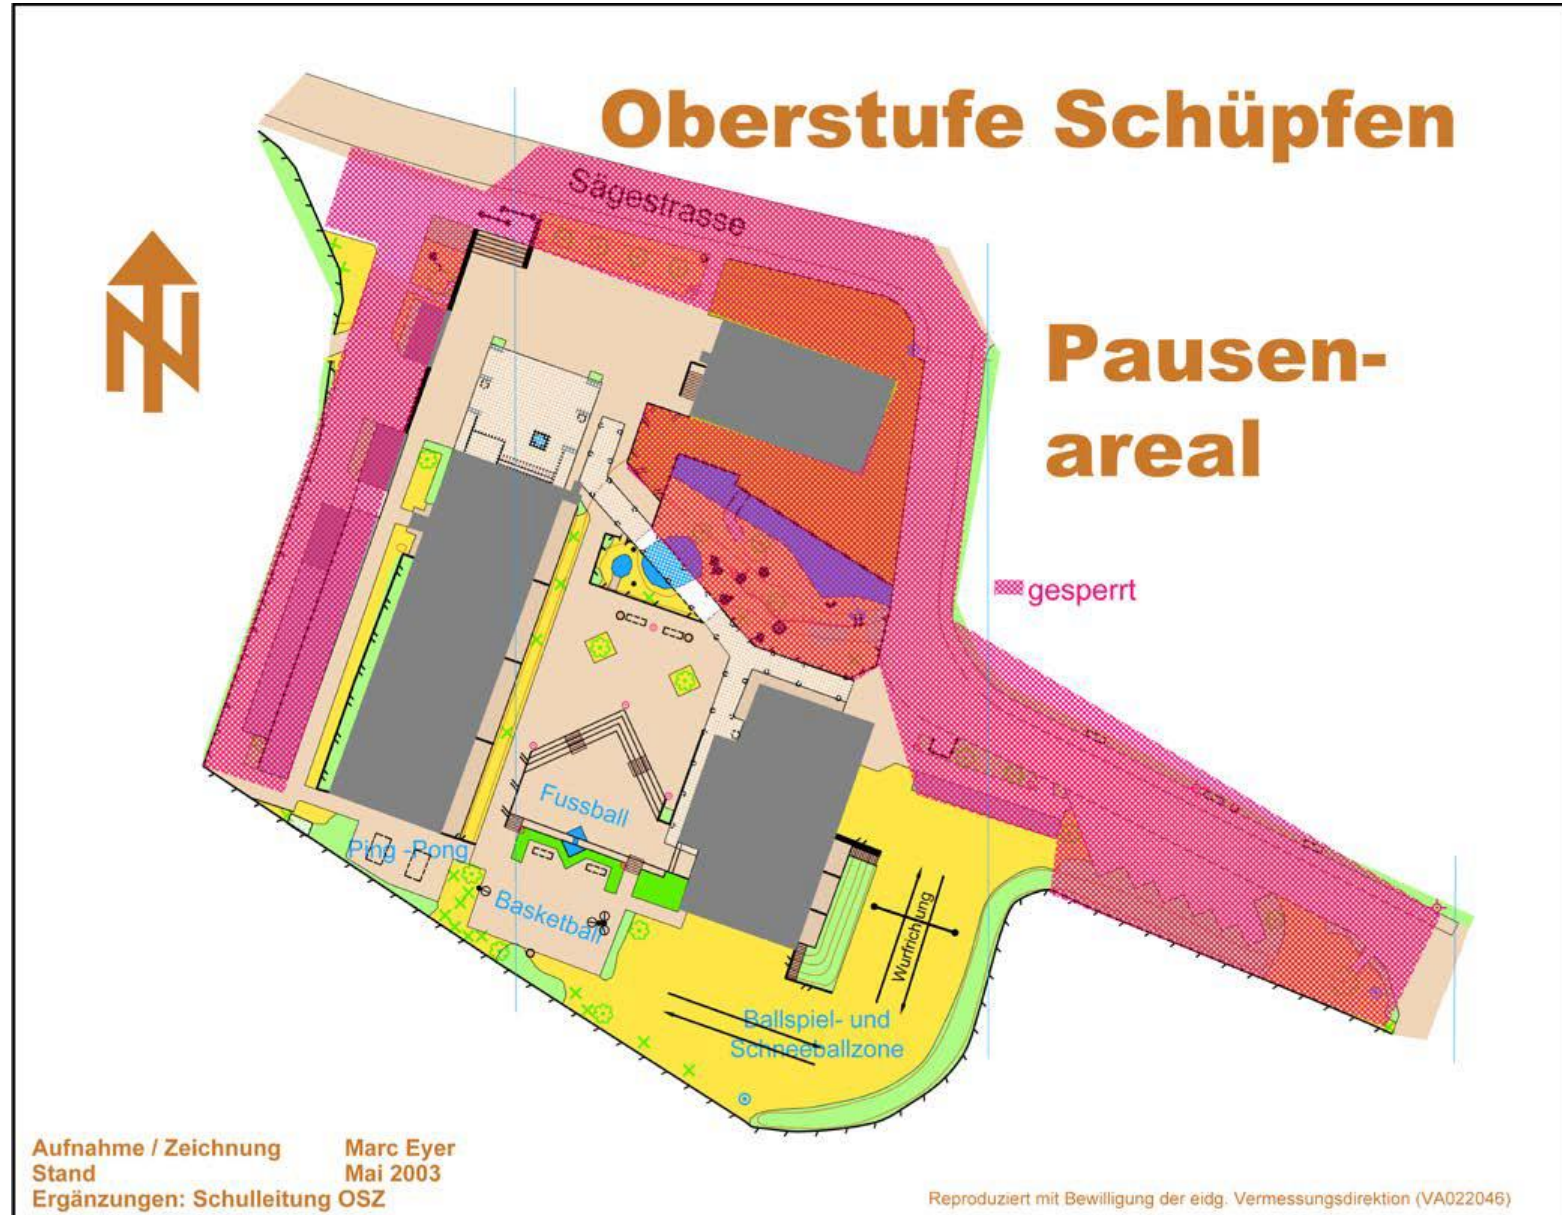 Oberstufe Schüpfen
Sägestrasse
N
Pausen-
areal
gesperrt
Fussball
Ping -Pong
Basketball
Wurfrichtung
Ballspiel- und
Schneeballzone
Aufnahme / Zeichnung Marc Eyer
Stand Mai 2003
Ergänzungen: Schulleitung OSZ
Reproduziert mit Bewilligung der eidg. Vermessungsdirektion (VA022046)